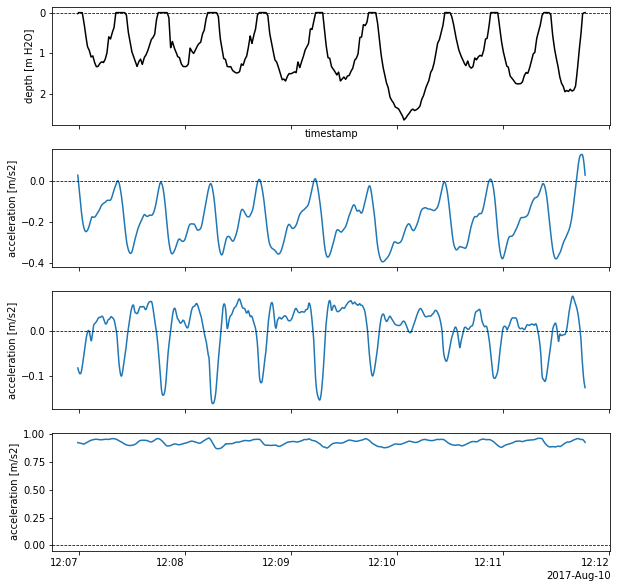 0
1
2
depth [m H2O]
timestamp
0.0
−0.2
−0.4
acceleration [m/s2]
0.0
−0.1
acceleration [m/s2]
1.00
0.75
0.50
0.25
0.00
acceleration [m/s2]
12:07 12:08 12:09 12:10 12:11 12:12
2017-Aug-10